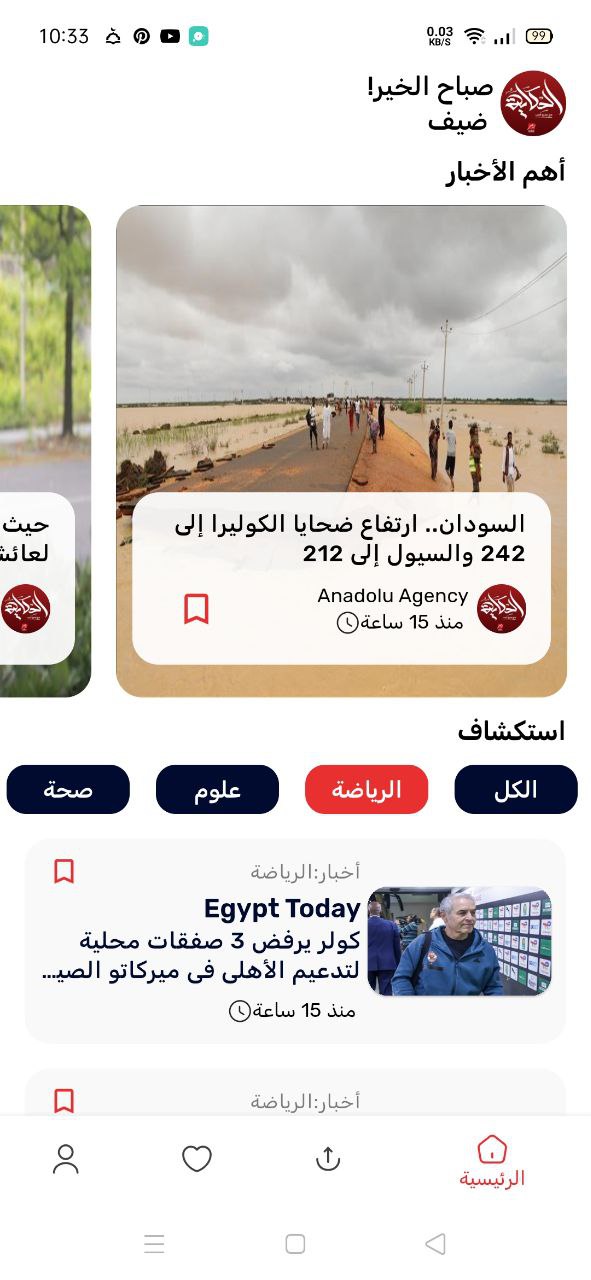 10:33
0.03 KB/S
99
صباح الخير!
ضيف
أهم الأخبار
السودان.. ارتفاع ضحايا الكوليرا إلى
242 والسيول إلى 212
Anadolu Agency
منذ 15 ساعة
حيث
استكشاف
الكل
الرياضة
علوم
صحة
أخبار:الرياضة
Egypt Today
كولر يرفض 3 صفقات محلية
لتدعيم الأهلى فى ميركاتو الصيـ...
منذ 15 ساعة
أخبار:الرياضة
الرئيسية